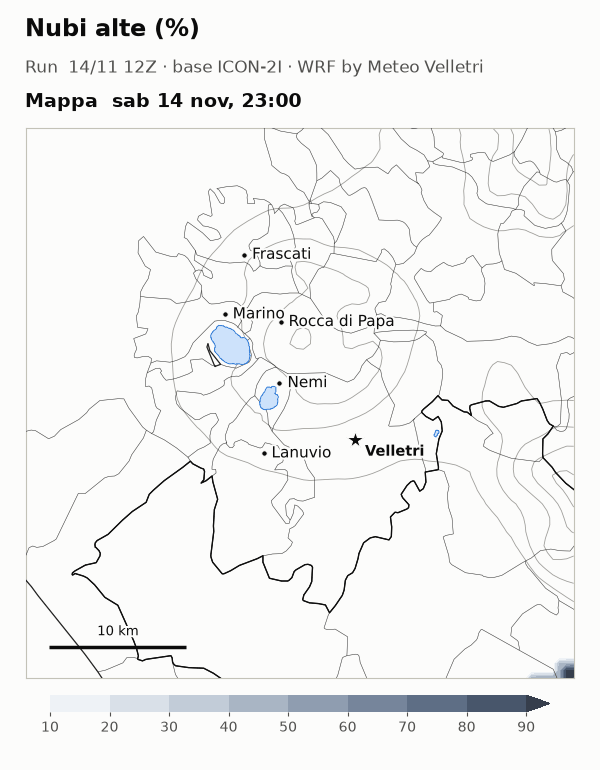 Nubi alte (%)
Run  14/11 12Z · base ICON-2I · WRF by Meteo Velletri
Mappa  sab 14 nov, 23:00
Frascati
Marino
Rocca di Papa
Nemi
Lanuvio
Velletri
10 km
10 20 30 40 50 60 70 80 90